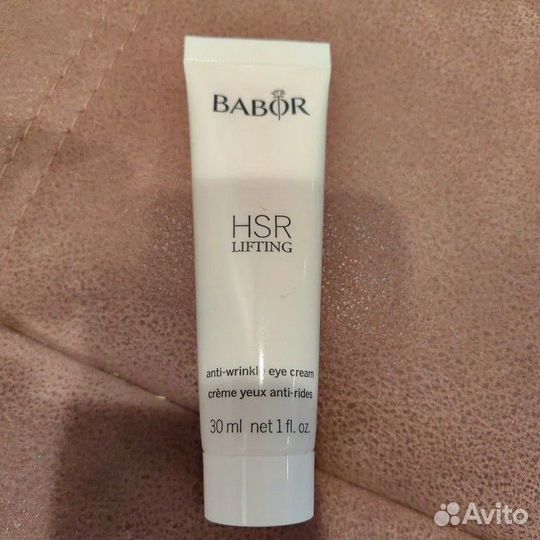 BABOR
HSR
LIFTING
anti-wrinkle eye cream
crème yeux anti-rides
30 ml net 1 fl. oz.
Avito